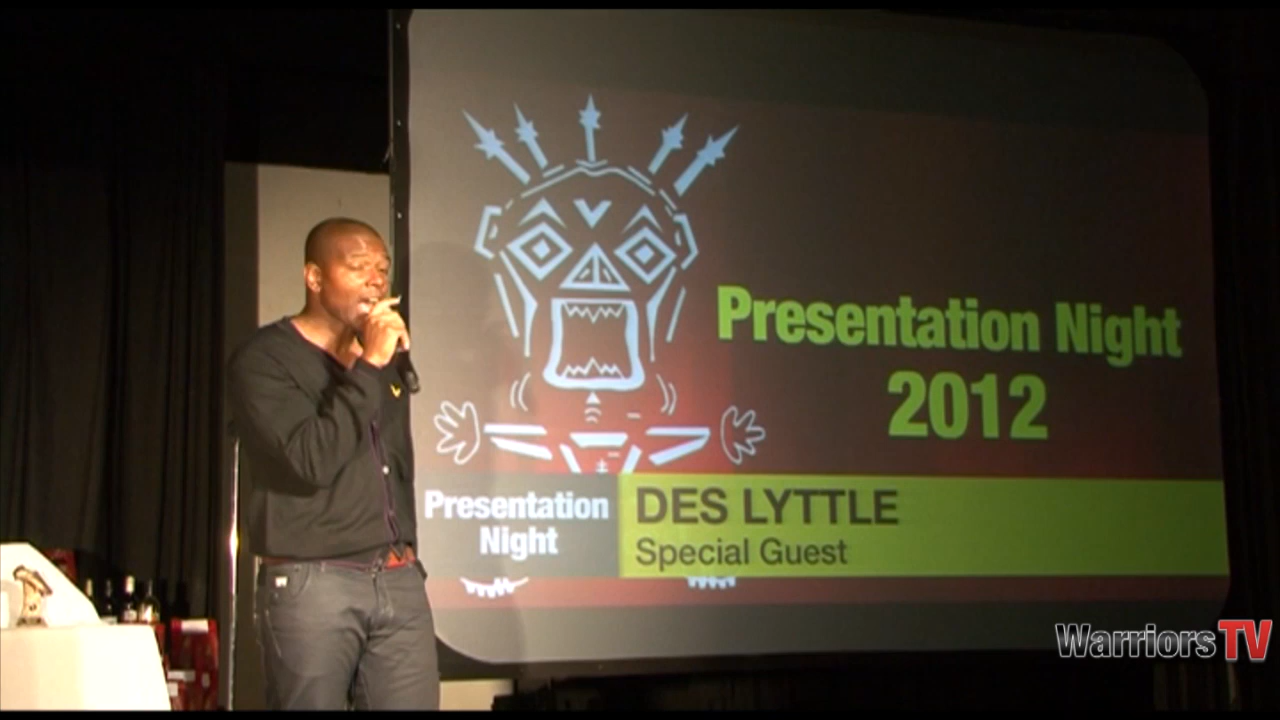 Presentation Night
2012
Presentation
Night
DES LYTTLE
Special Guest
WarriorsTV